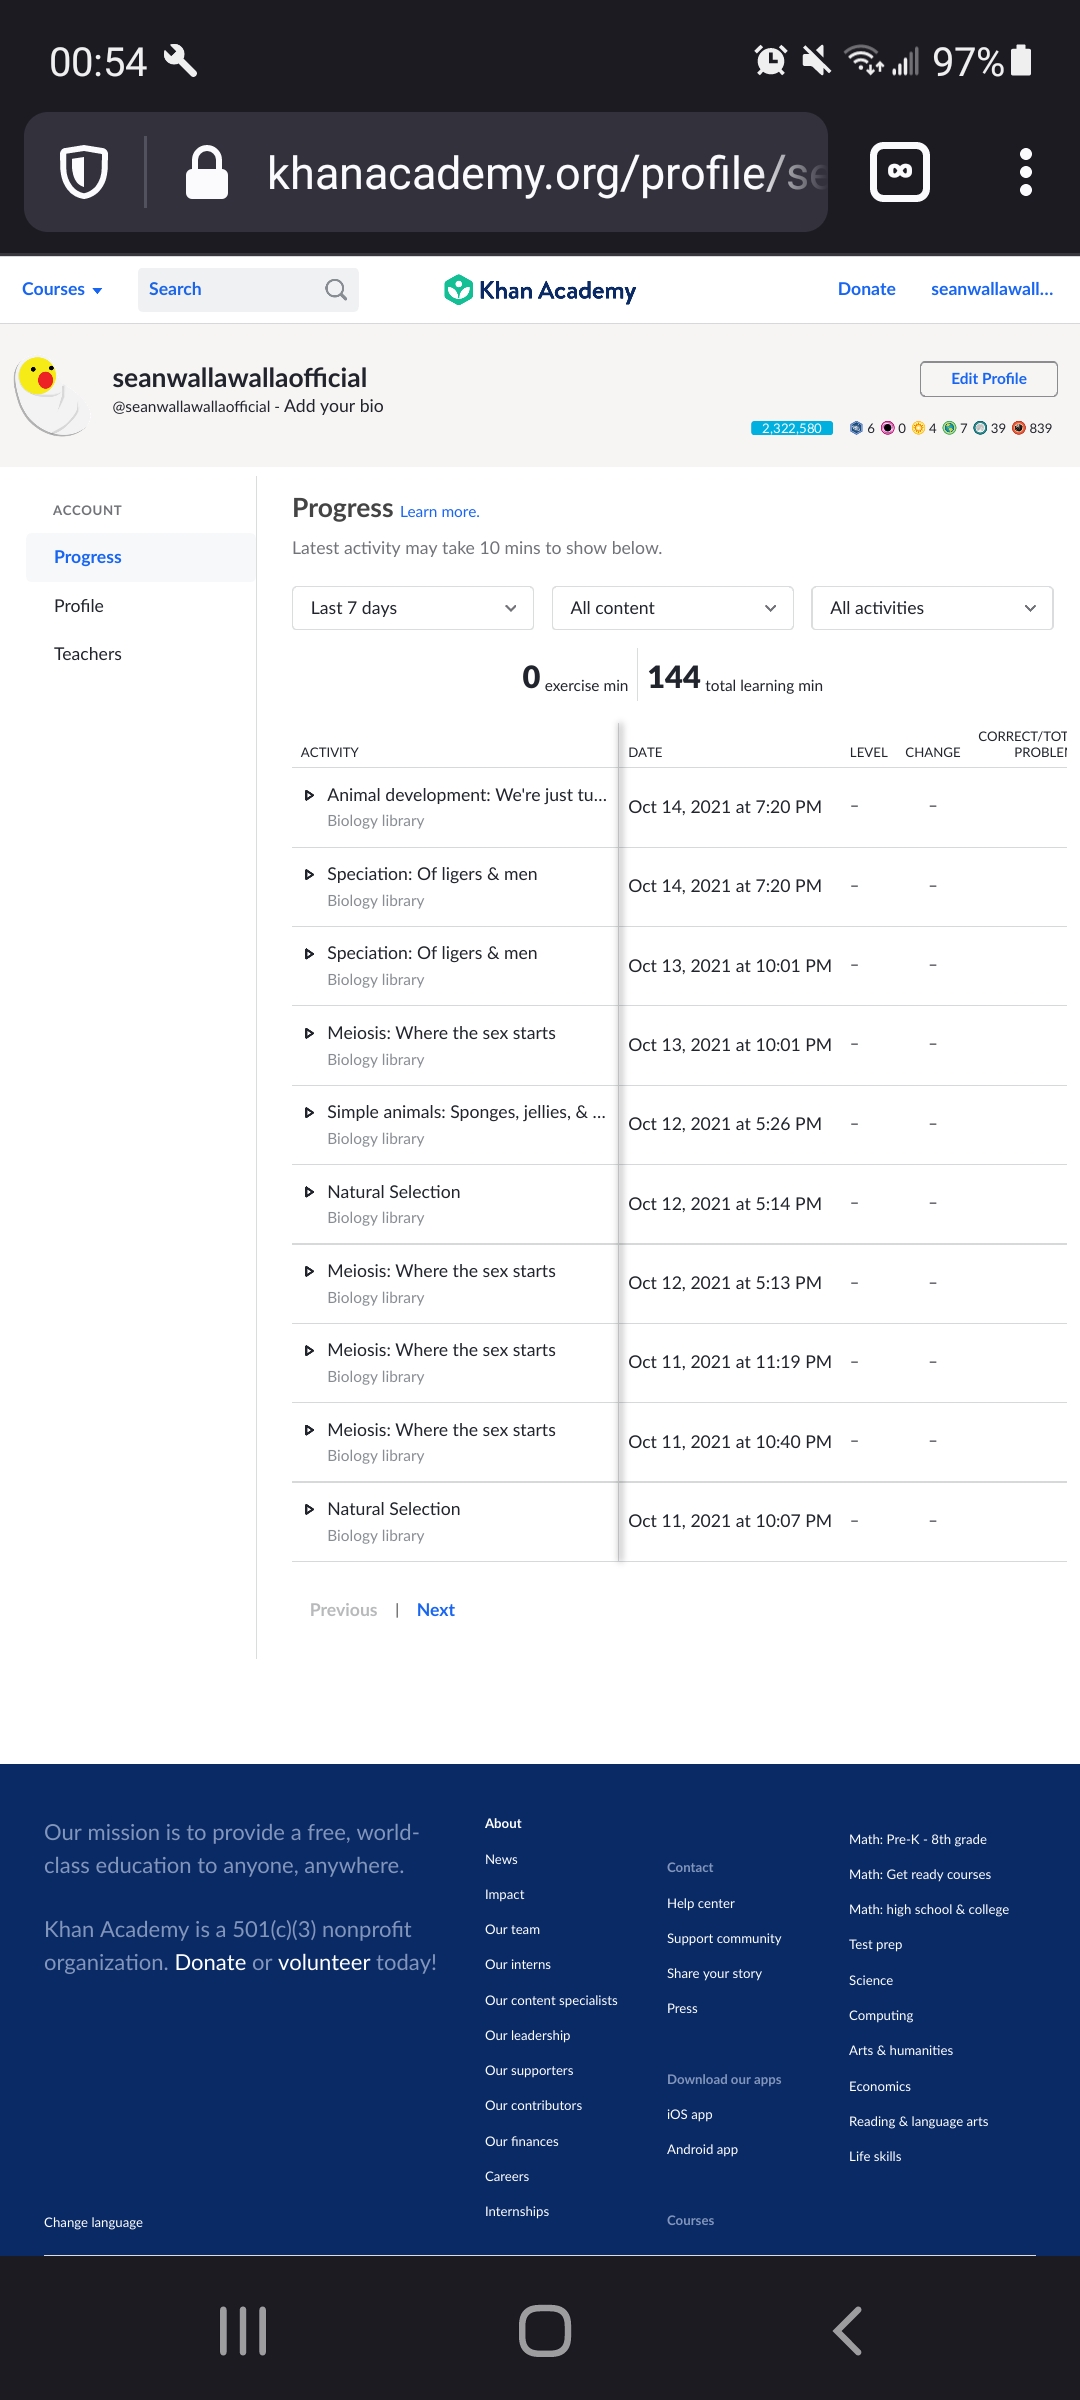 00:54
97%
khanacademy.org/profile/se
Courses
Search
Khan Academy
Donate
seanwallawall...
seanwallawallaofficial
@seanwallawallaofficial - Add your bio
Edit Profile
2,322,580 6 0 4 7 39 839
ACCOUNT
Progress
Profile
Teachers
Progress Learn more.
Latest activity may take 10 mins to show below.
Last 7 days
All content
All activities
0 exercise min
144 total learning min
ACTIVITY DATE LEVEL CHANGE CORRECT/TOT
PROBLEM
Animal development: We're just tu...
Biology library
Oct 14, 2021 at 7:20 PM – –
Speciation: Of ligers & men
Biology library
Oct 14, 2021 at 7:20 PM – –
Speciation: Of ligers & men
Biology library
Oct 13, 2021 at 10:01 PM – –
Meiosis: Where the sex starts
Biology library
Oct 13, 2021 at 10:01 PM – –
Simple animals: Sponges, jellies, & ...
Biology library
Oct 12, 2021 at 5:26 PM – –
Natural Selection
Biology library
Oct 12, 2021 at 5:14 PM – –
Meiosis: Where the sex starts
Biology library
Oct 12, 2021 at 5:13 PM – –
Meiosis: Where the sex starts
Biology library
Oct 11, 2021 at 11:19 PM – –
Meiosis: Where the sex starts
Biology library
Oct 11, 2021 at 10:40 PM – –
Natural Selection
Biology library
Oct 11, 2021 at 10:07 PM – –
Previous | Next
Our mission is to provide a free, world-
class education to anyone, anywhere.
Khan Academy is a 501(c)(3) nonprofit
organization. Donate or volunteer today!
Change language
About
News
Impact
Our team
Our interns
Our content specialists
Our leadership
Our supporters
Our contributors
Our finances
Careers
Internships
Contact
Help center
Support community
Share your story
Press
Download our apps
iOS app
Android app
Courses
Math: Pre-K - 8th grade
Math: Get ready courses
Math: high school & college
Test prep
Science
Computing
Arts & humanities
Economics
Reading & language arts
Life skills